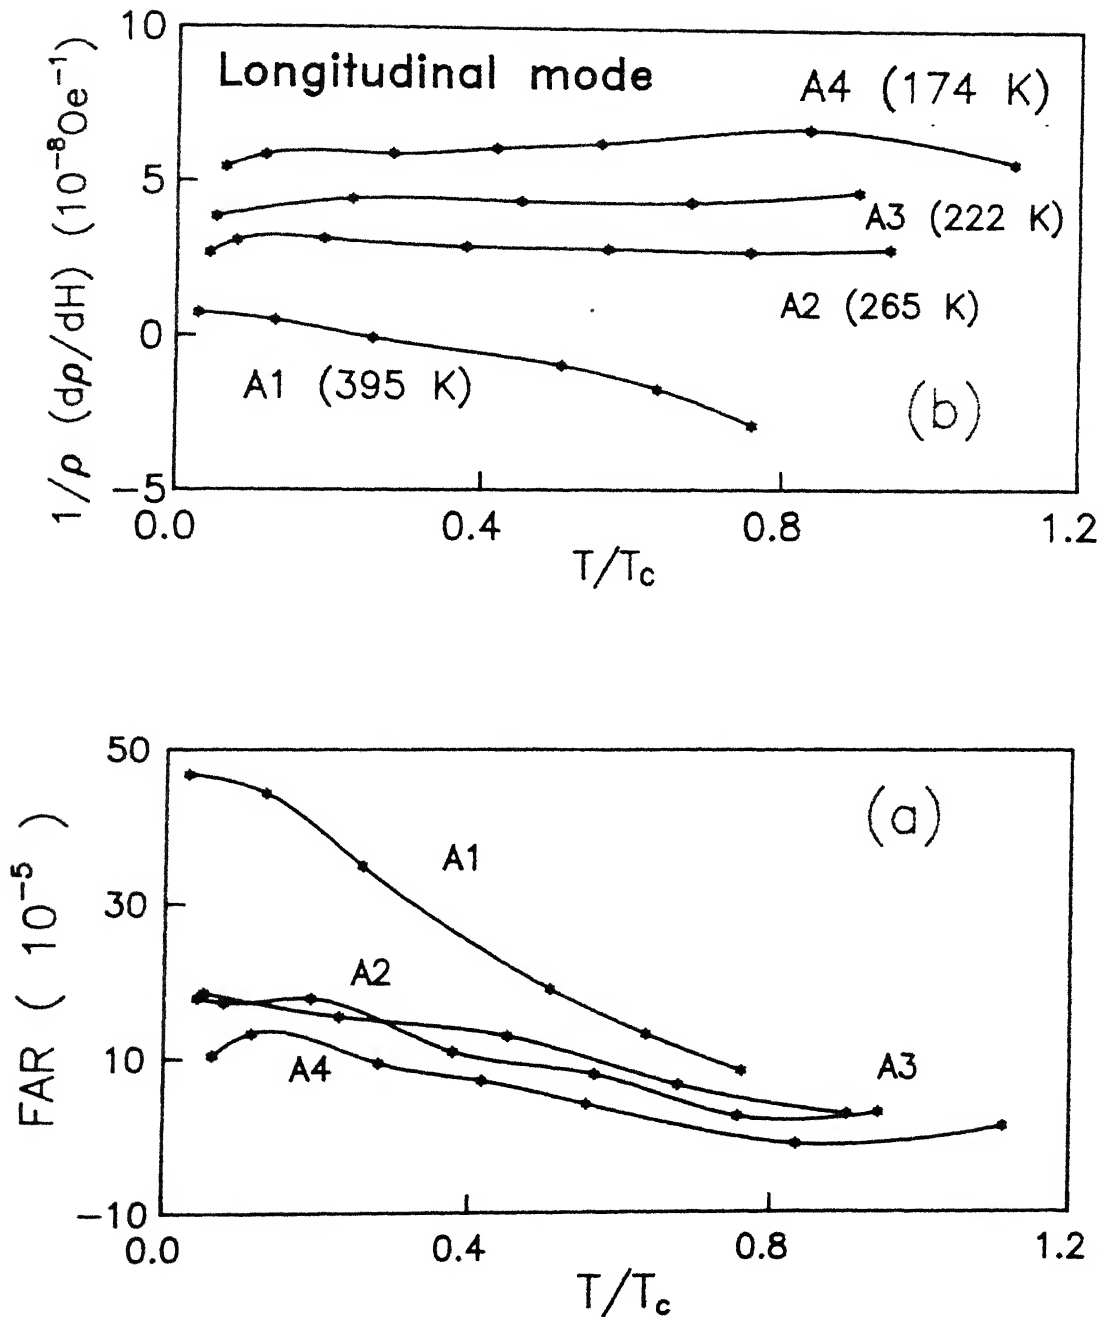 10
Longitudinal mode
A4 (174 K)
5
A3 (222 K)
A2 (265 K)
0
A1 (395 K)
(b)
-5
1/ρ (dρ/dH) (10⁻⁸Oe⁻¹)
0.0 0.4 0.8 1.2
T/Tc
50
(a)
A1
30
A2
10
A4
A3
-10
FAR ( 10⁻⁵ )
0.0 0.4 0.8 1.2
T/Tc